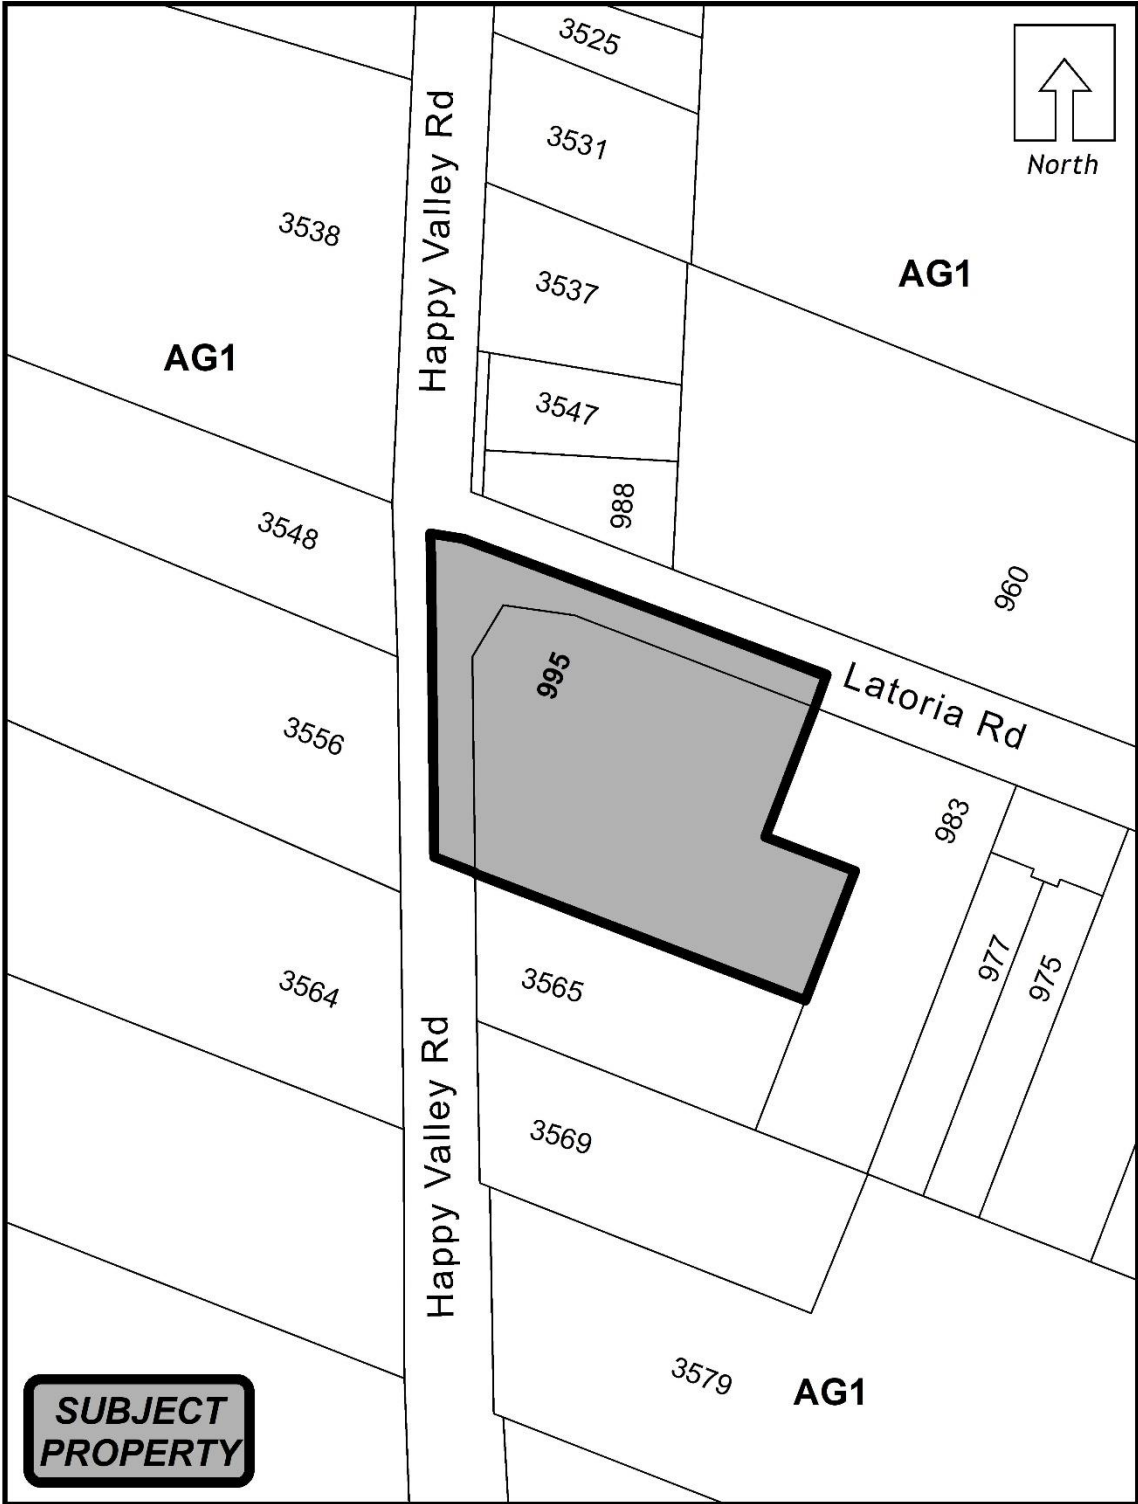 3525
3531
North
Happy Valley Rd
3538
AG1
3537
AG1
3547
988
3548
960
995
Latoria Rd
3556
983
977
975
3565
3564
Happy Valley Rd
3569
3579
AG1
SUBJECT
PROPERTY